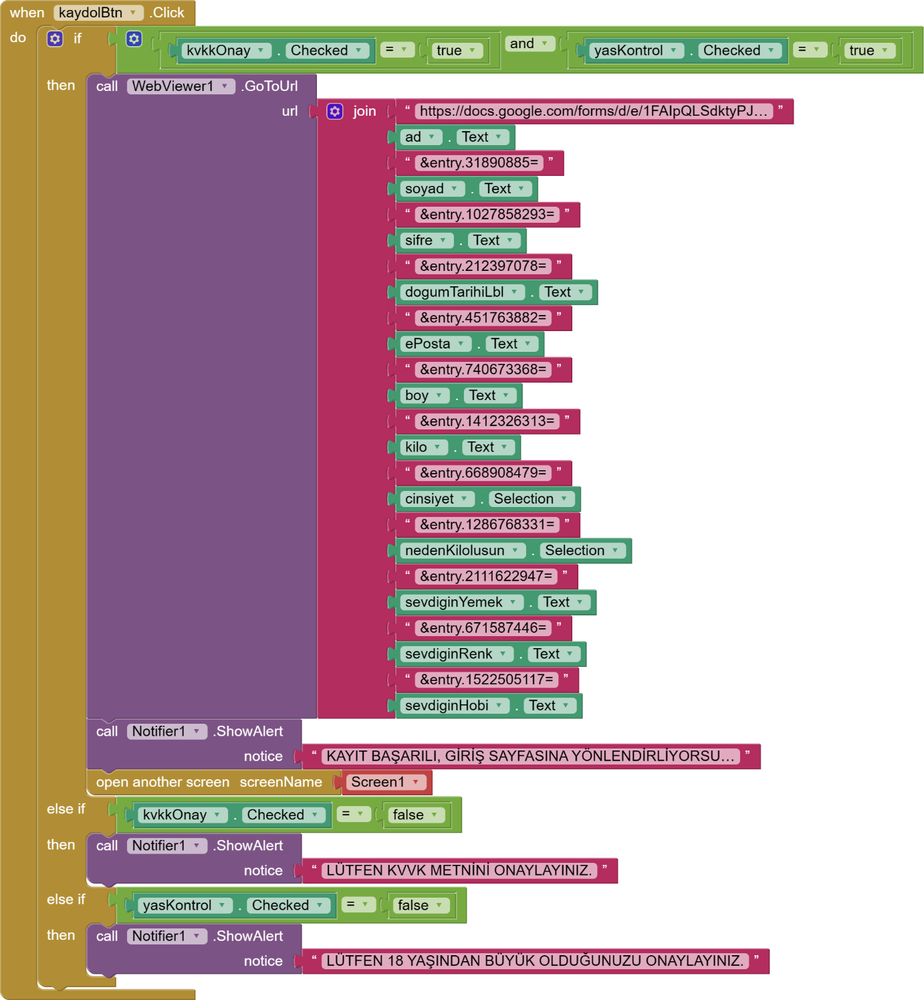 when kaydolBtn .Click
do if kvkkOnay . Checked = true and yasKontrol . Checked = true
then call WebViewer1 .GoToUrl
url join “ https://docs.google.com/forms/d/e/1FAIpQLSdktyPJ... ”
ad . Text
“ &entry.31890885= ”
soyad . Text
“ &entry.1027858293= ”
sifre . Text
“ &entry.212397078= ”
dogumTarihiLbl . Text
“ &entry.451763882= ”
ePosta . Text
“ &entry.740673368= ”
boy . Text
“ &entry.1412326313= ”
kilo . Text
“ &entry.668908479= ”
cinsiyet . Selection
“ &entry.1286768331= ”
nedenKilolusun . Selection
“ &entry.2111622947= ”
sevdiginYemek . Text
“ &entry.671587446= ”
sevdiginRenk . Text
“ &entry.1522505117= ”
sevdiginHobi . Text
call Notifier1 .ShowAlert
notice “ KAYIT BAŞARILI, GİRİŞ SAYFASINA YÖNLENDİRLİYORSU... ”
open another screen screenName Screen1
else if kvkkOnay . Checked = false
then call Notifier1 .ShowAlert
notice “ LÜTFEN KVVK METNİNİ ONAYLAYINIZ. ”
else if yasKontrol . Checked = false
then call Notifier1 .ShowAlert
notice “ LÜTFEN 18 YAŞINDAN BÜYÜK OLDUĞUNUZU ONAYLAYINIZ. ”